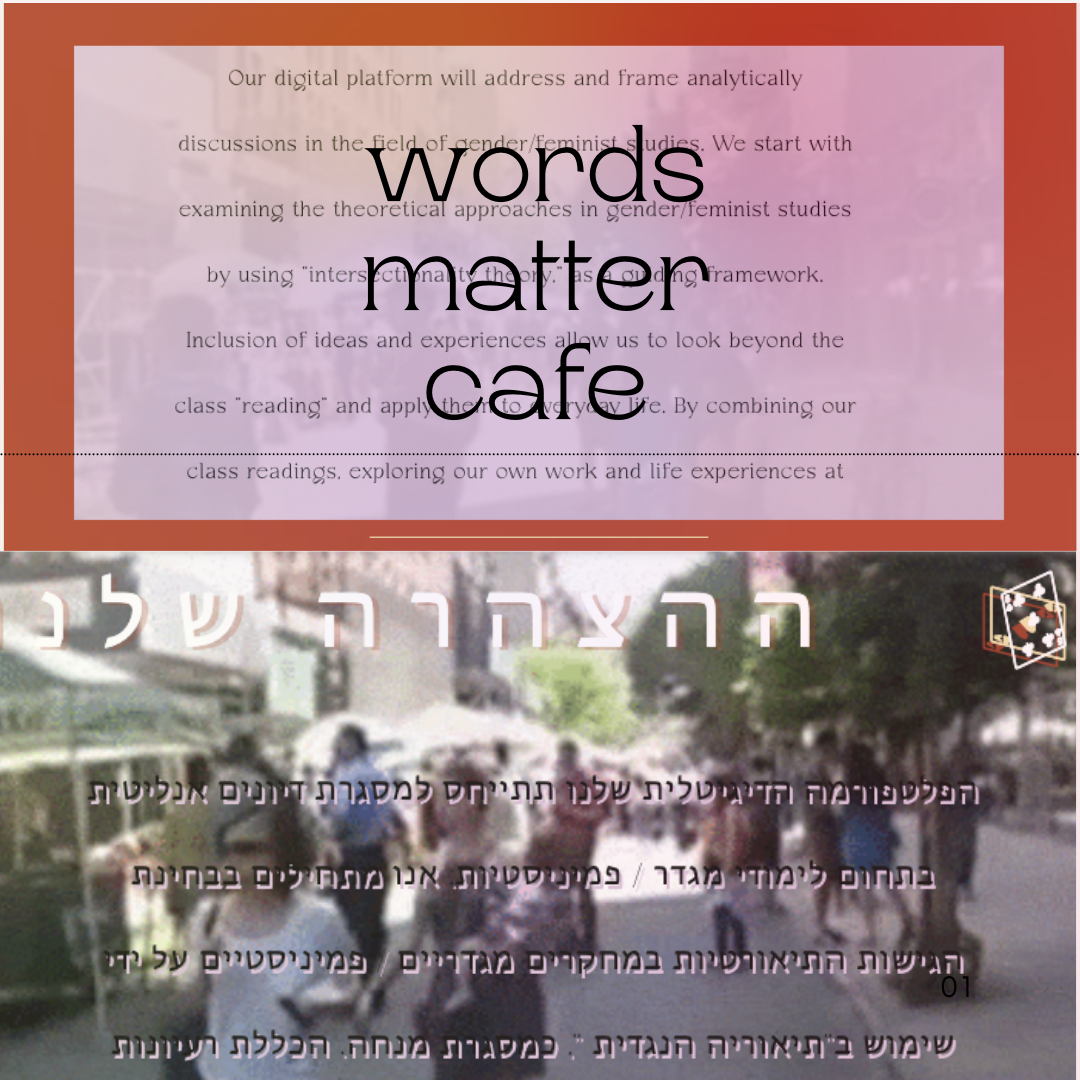 Our digital platform will address and frame analytically
discussions in the field of gender/feminist studies. We start with
examining the theoretical approaches in gender/feminist studies
by using "intersectionality theory," as a guiding framework.
Inclusion of ideas and experiences allow us to look beyond the
class "reading" and apply them to everyday life. By combining our
class readings, exploring our own work and life experiences at
words
matter
cafe
ההצהרה שלנו
הפלטפורמה הדיגיטלית שלנו תתייחס למסגרת דיונים אנליטית
בתחום לימודי מגדר / פמיניסטיות. אנו מתחילים בבחינת
הגישות התיאורטיות במחקרים מגדריים / פמיניסטיים על ידי
01
שימוש ב"תיאוריה הנגדית ". כמסגרת מנחה. הכללת רעיונות